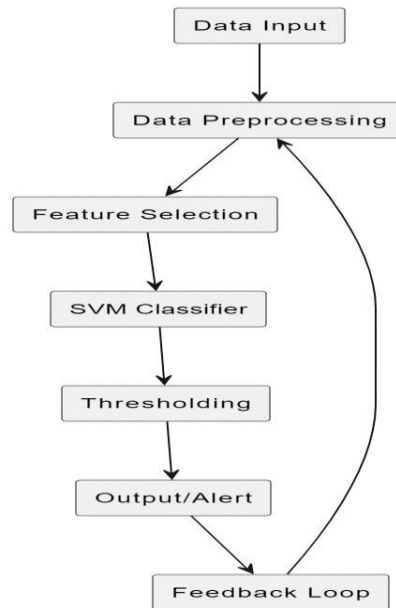 Data Input
Data Preprocessing
Feature Selection
SVM Classifier
Thresholding
Output/Alert
Feedback Loop